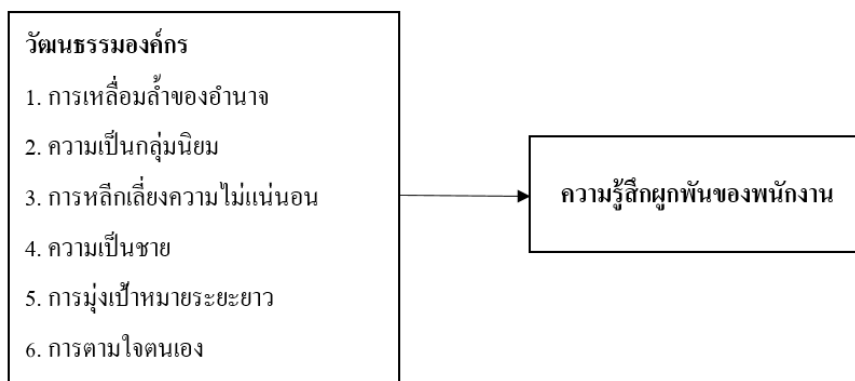 วัฒนธรรมองค์กร
1. การเหลื่อมล้ำของอำนาจ
2. ความเป็นกลุ่มนิยม
3. การหลีกเลี่ยงความไม่แน่นอน
4. ความเป็นชาย
5. การมุ่งเป้าหมายระยะยาว
6. การตามใจตนเอง
ความรู้สึกผูกพันของพนักงาน